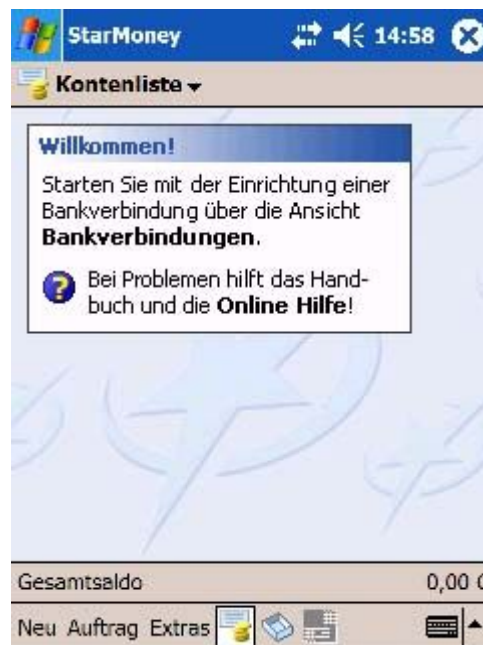 StarMoney 14:58
Kontenliste
Willkommen!
Starten Sie mit der Einrichtung einer
Bankverbindung über die Ansicht
Bankverbindungen.
Bei Problemen hilft das Hand-
buch und die Online Hilfe!
Gesamtsaldo 0,00 €
Neu Auftrag Extras